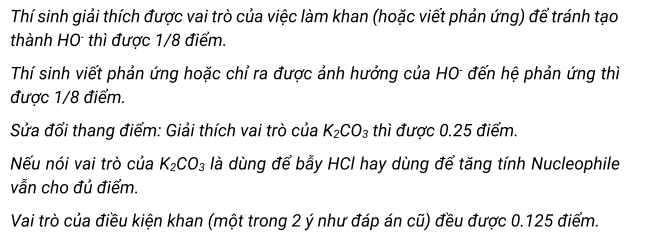 Thí sinh giải thích được vai trò của việc làm khan (hoặc viết phản ứng) để tránh tạo
thành HO⁻ thì được 1/8 điểm.
Thí sinh viết phản ứng hoặc chỉ ra được ảnh hưởng của HO⁻ đến hệ phản ứng thì
được 1/8 điểm.
Sửa đổi thang điểm: Giải thích vai trò của K₂CO₃ thì được 0.25 điểm.
Nếu nói vai trò của K₂CO₃ là dùng để bẫy HCl hay dùng để tăng tính Nucleophile
vẫn cho đủ điểm.
Vai trò của điều kiện khan (một trong 2 ý như đáp án cũ) đều được 0.125 điểm.